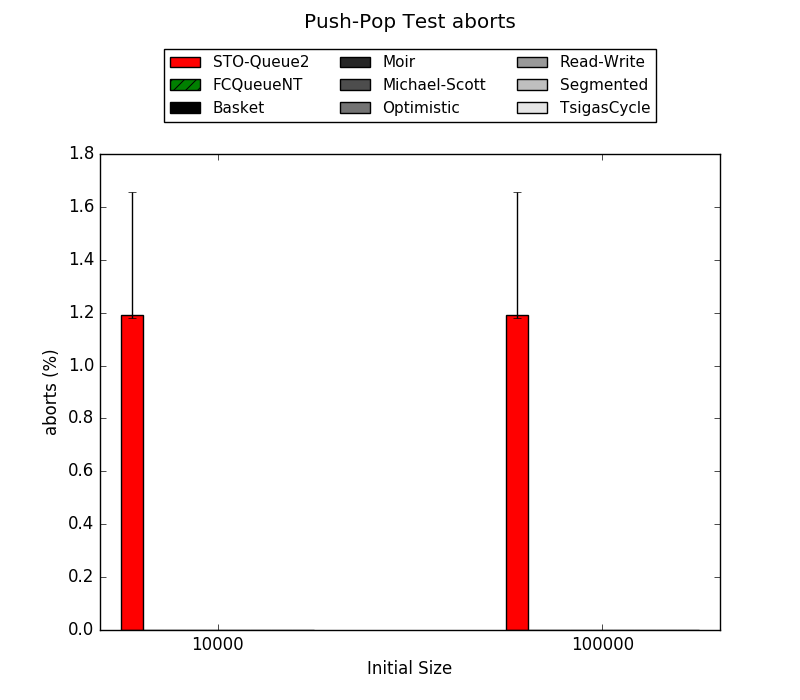 Push-Pop Test aborts
STO-Queue2 Moir Read-Write
FCQueueNT Michael-Scott Segmented
Basket Optimistic TsigasCycle
1.8
1.6
1.4
1.2
1.0
0.8
0.6
0.4
0.2
0.0
aborts (%)
10000 100000
Initial Size